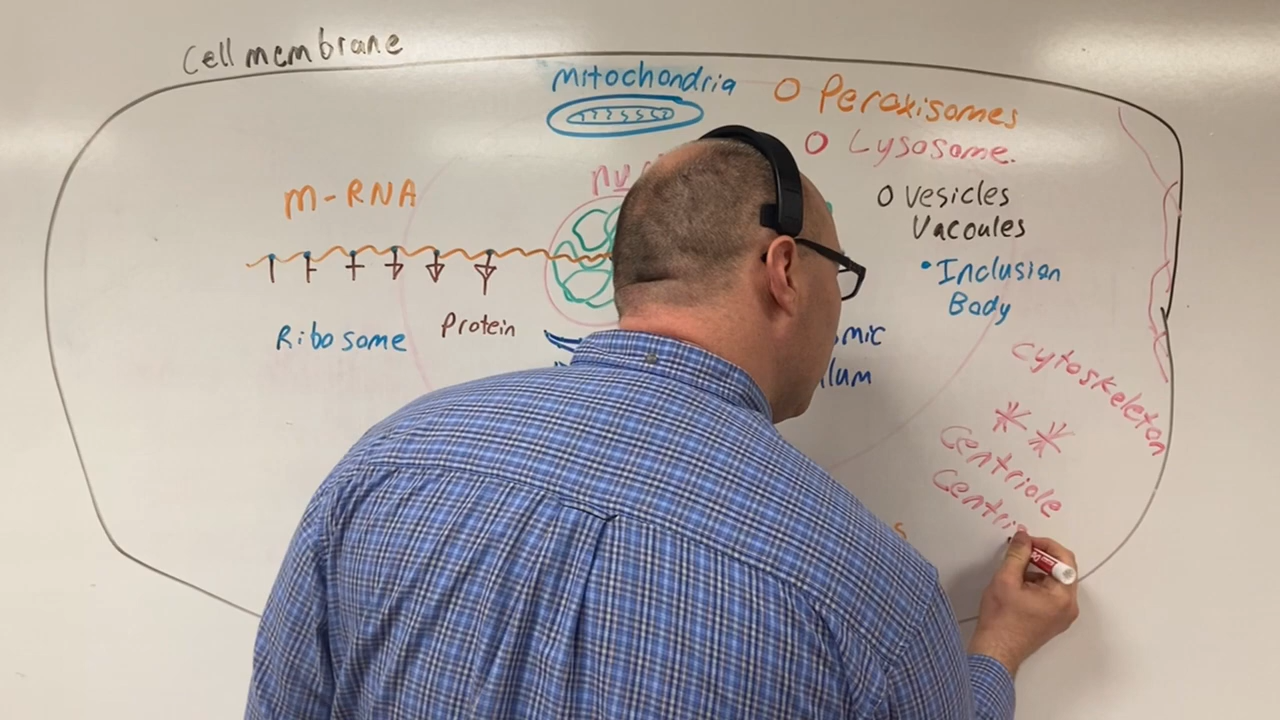 Cell membrane
Mitochondria
Peroxisomes
Lysosome.
m-RNA
Vesicles
Vacoules
Inclusion
Body
Ribosome
Protein
cytoskeleton
Centriole